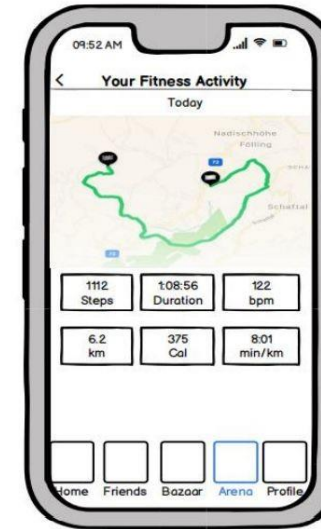 09:52 AM
< Your Fitness Activity
Today
Nadischhöhe
Fölling
Schaftal
1112 1:08:56 122
Steps Duration bpm
6.2 375 8:01
km Cal min/km
Home Friends Bazaar Arena Profile